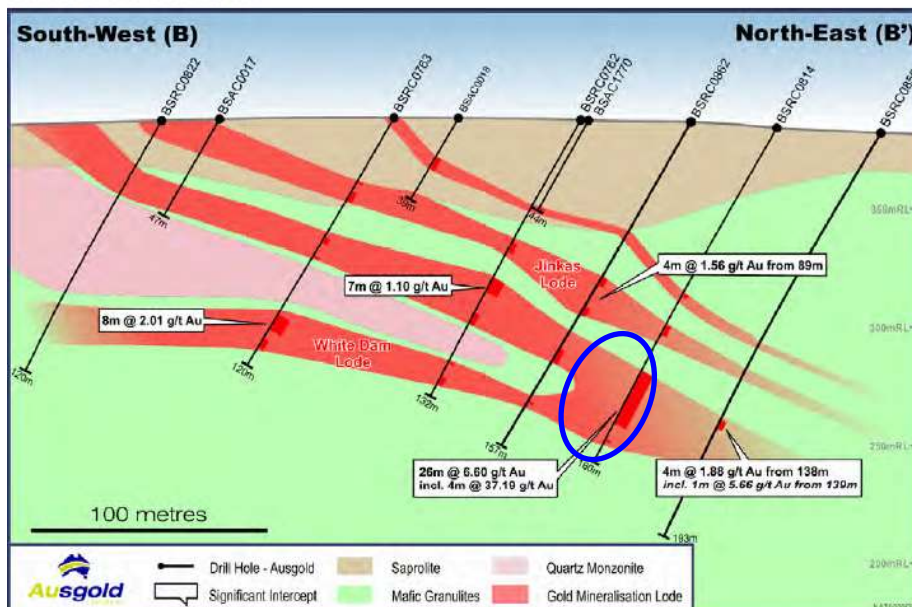 South-West (B)
North-East (B')
BSRC0822
BSAC0017
BSRC0763
BSAC0018
BSRC0762
BSAC1770
BSRC0862
BSRC0814
47m
39m
44m
350mRL
Jinkas
Lode
4m @ 1.56 g/t Au from 89m
7m @ 1.10 g/t Au
300mRL
8m @ 2.01 g/t Au
White Dam
Lode
120m
120m
132m
157m
160m
250mRL
26m @ 6.60 g/t Au
incl. 4m @ 37.19 g/t Au
4m @ 1.88 g/t Au from 138m
incl. 1m @ 5.66 g/t Au from 139m
100 metres
193m
200mRL
Ausgold
Drill Hole - Ausgold
Saprolite
Quartz Monzonite
Significant Intercept
Mafic Granulites
Gold Mineralisation Lode